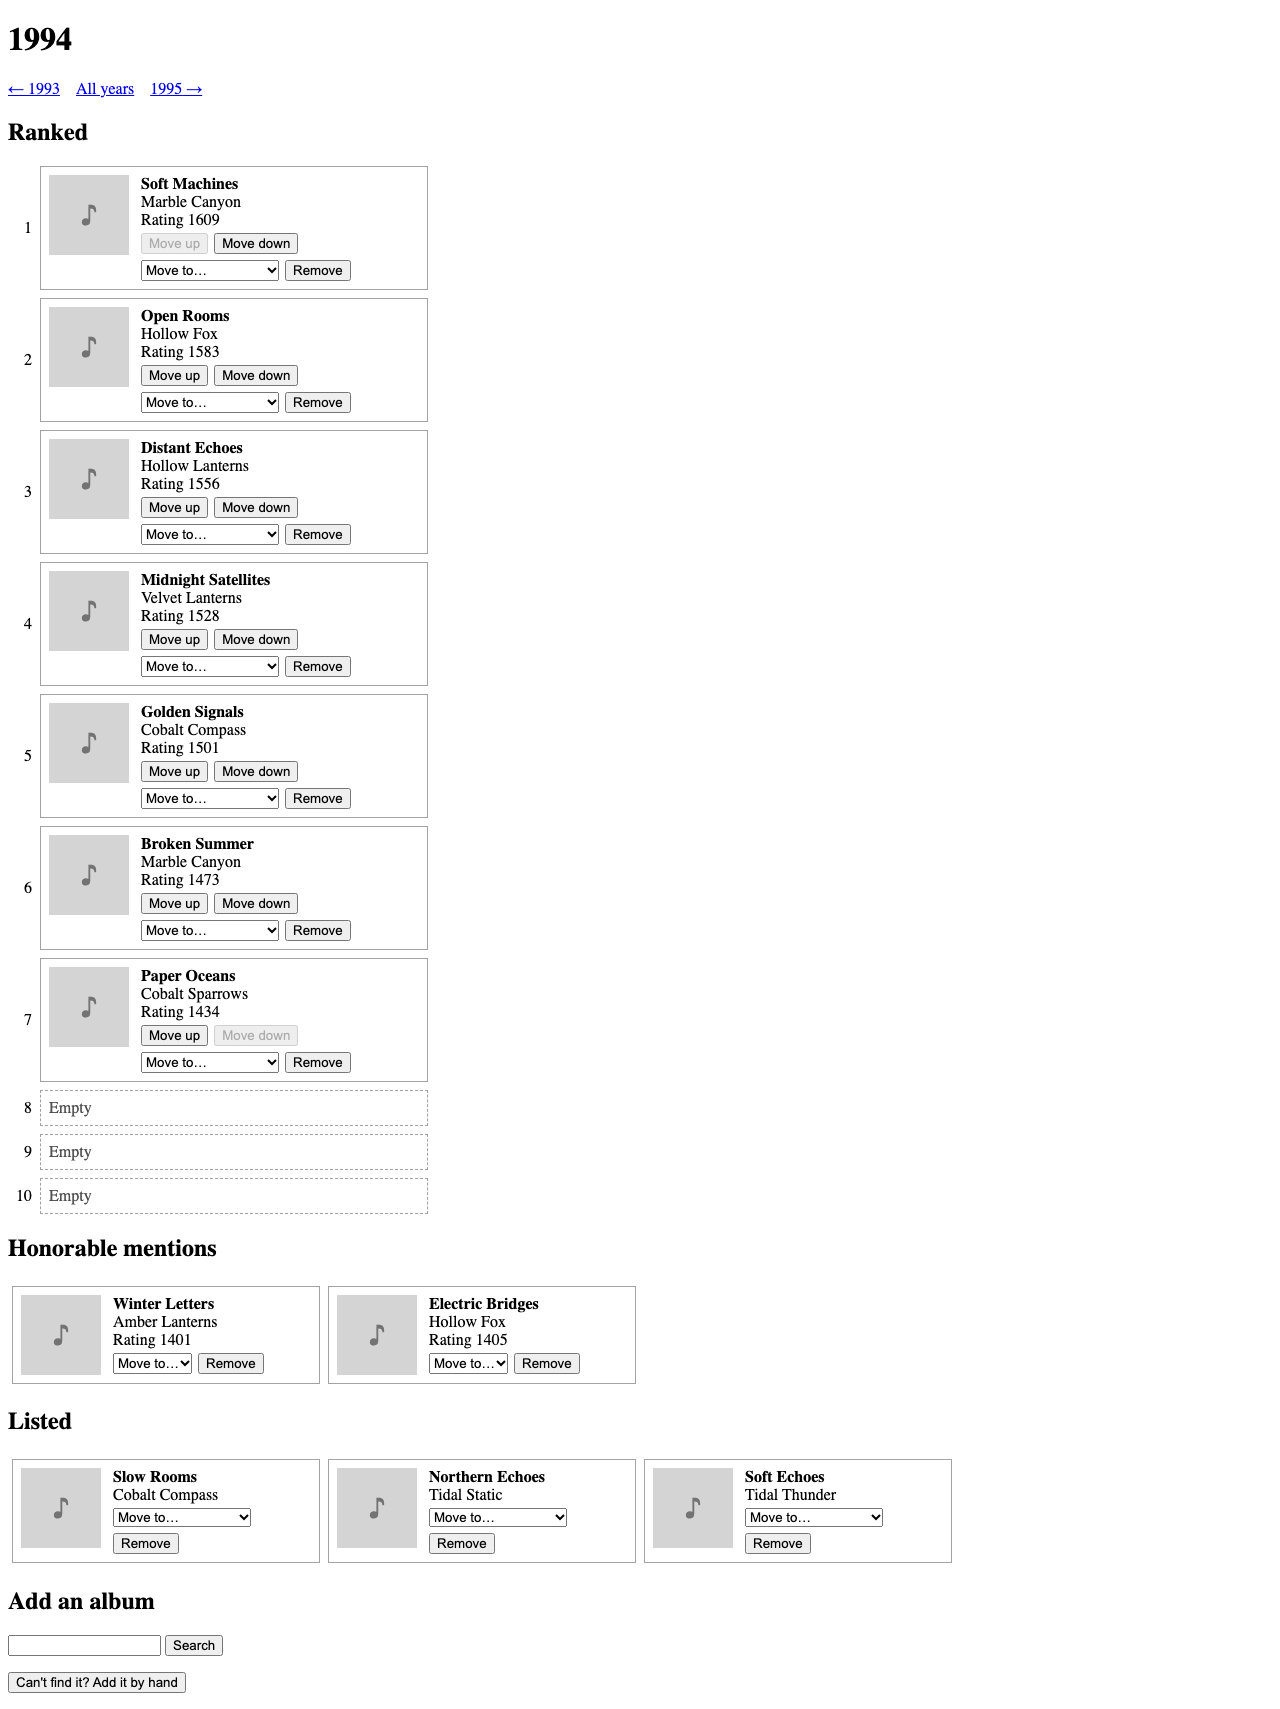 1994
← 1993 All years 1995 →
Ranked
1
Soft Machines
Marble Canyon
Rating 1609
Move up Move down
Move to… Remove
2
Open Rooms
Hollow Fox
Rating 1583
Move up Move down
Move to… Remove
3
Distant Echoes
Hollow Lanterns
Rating 1556
Move up Move down
Move to… Remove
4
Midnight Satellites
Velvet Lanterns
Rating 1528
Move up Move down
Move to… Remove
5
Golden Signals
Cobalt Compass
Rating 1501
Move up Move down
Move to… Remove
6
Broken Summer
Marble Canyon
Rating 1473
Move up Move down
Move to… Remove
7
Paper Oceans
Cobalt Sparrows
Rating 1434
Move up Move down
Move to… Remove
8 Empty
9 Empty
10 Empty
Honorable mentions
Winter Letters
Amber Lanterns
Rating 1401
Move to… Remove
Electric Bridges
Hollow Fox
Rating 1405
Move to… Remove
Listed
Slow Rooms
Cobalt Compass
Move to…
Remove
Northern Echoes
Tidal Static
Move to…
Remove
Soft Echoes
Tidal Thunder
Move to…
Remove
Add an album
Search
Can't find it? Add it by hand